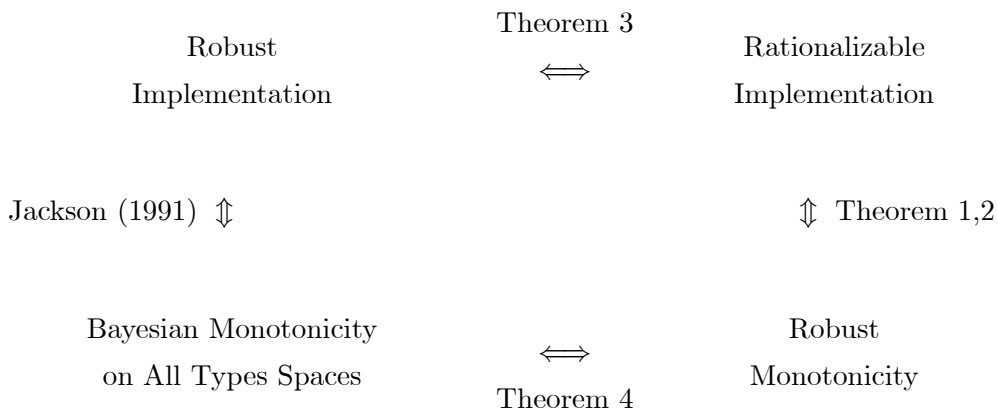 Theorem 3
Robust
Implementation
⇐⇒
Rationalizable
Implementation
Jackson (1991) ⇕
⇕ Theorem 1,2
Bayesian Monotonicity
on All Types Spaces
⇐⇒
Theorem 4
Robust
Monotonicity